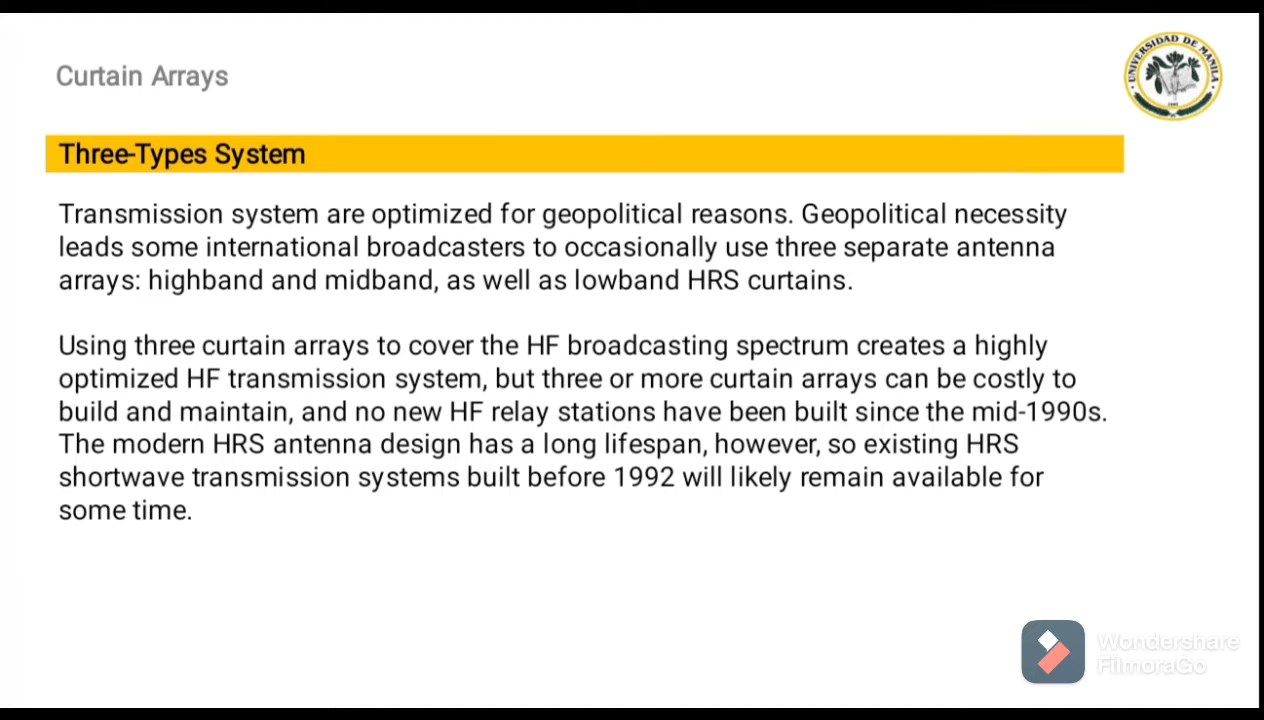 Curtain Arrays
UNIVERSIDAD DE MANILA
Three-Types System
Transmission system are optimized for geopolitical reasons. Geopolitical necessity
leads some international broadcasters to occasionally use three separate antenna
arrays: highband and midband, as well as lowband HRS curtains.
Using three curtain arrays to cover the HF broadcasting spectrum creates a highly
optimized HF transmission system, but three or more curtain arrays can be costly to
build and maintain, and no new HF relay stations have been built since the mid-1990s.
The modern HRS antenna design has a long lifespan, however, so existing HRS
shortwave transmission systems built before 1992 will likely remain available for
some time.
Wondershare
FilmoraGo